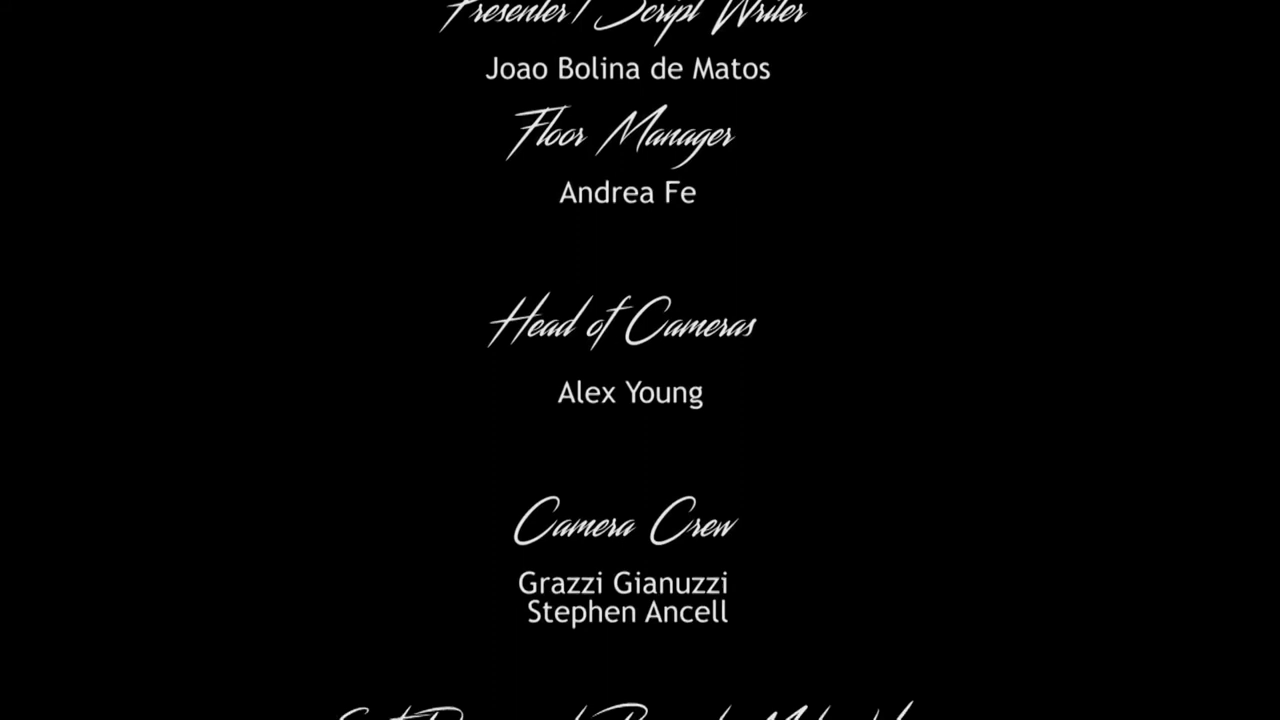 Presenter / Script Writer
Joao Bolina de Matos
Floor Manager
Andrea Fe
Head of Cameras
Alex Young
Camera Crew
Grazzi Gianuzzi
Stephen Ancell